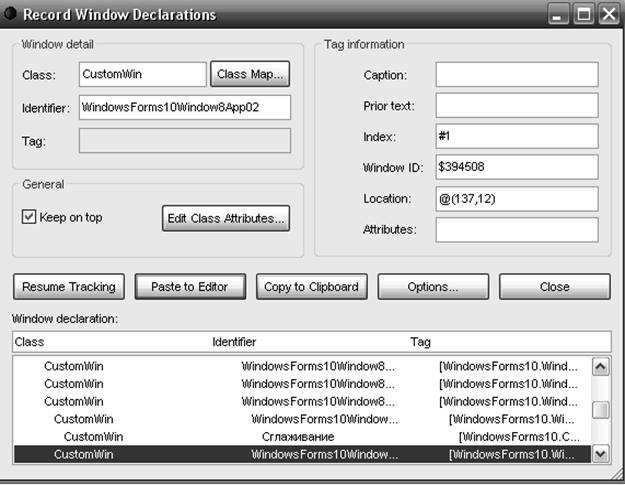 Record Window Declarations
Window detail
Class: CustomWin Class Map...
Identifier: WindowsForms10Window8App02
Tag:
General
Keep on top Edit Class Attributes...
Tag information
Caption:
Prior text:
Index: #1
Window ID: $394508
Location: @(137,12)
Attributes:
Resume Tracking Paste to Editor Copy to Clipboard Options... Close
Window declaration:
Class Identifier Tag
CustomWin WindowsForms10Window8... [WindowsForms10.Wind...
CustomWin WindowsForms10Window8... [WindowsForms10.Wind...
CustomWin WindowsForms10Window8... [WindowsForms10.Wind...
CustomWin WindowsForms10Window... [WindowsForms10.Wi...
CustomWin Сглаживание [WindowsForms10.C...
CustomWin WindowsForms10Window... [WindowsForms10.Wi...